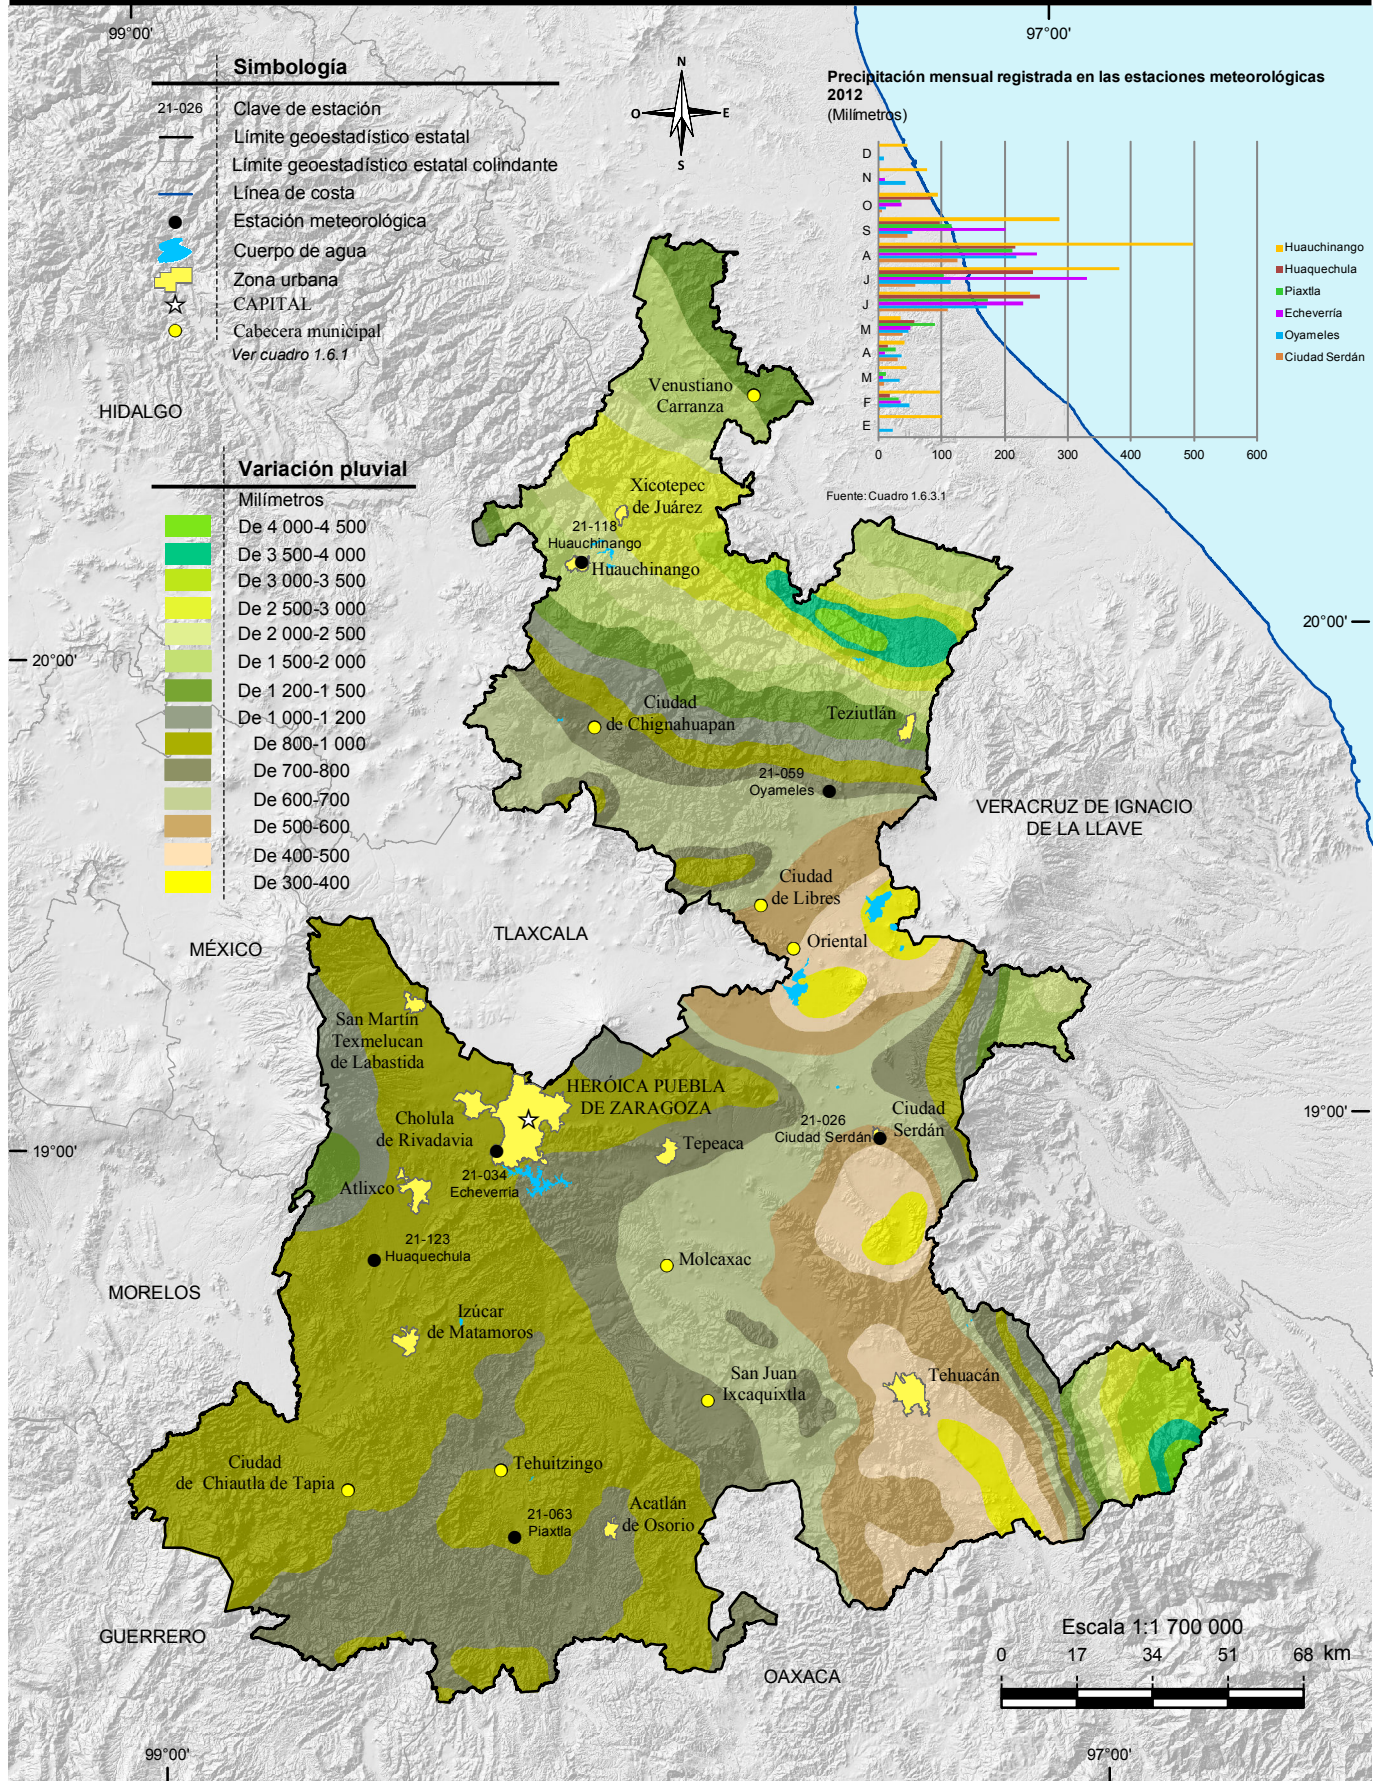 99°00'
97°00'
Simbología
21-026 Clave de estación
Límite geoestadístico estatal
Límite geoestadístico estatal colindante
Línea de costa
Estación meteorológica
Cuerpo de agua
Zona urbana
CAPITAL
Cabecera municipal
Ver cuadro 1.6.1
N
O
E
S
Precipitación mensual registrada en las estaciones meteorológicas
2012
(Milímetros)
D
N
O
S
A
J
J
M
A
M
F
E
0 100 200 300 400 500 600
Huauchinango
Huaquechula
Piaxtla
Echeverría
Oyameles
Ciudad Serdán
Fuente: Cuadro 1.6.3.1
HIDALGO
Variación pluvial
Milímetros
De 4 000-4 500
De 3 500-4 000
De 3 000-3 500
De 2 500-3 000
De 2 000-2 500
De 1 500-2 000
De 1 200-1 500
De 1 000-1 200
De 800-1 000
De 700-800
De 600-700
De 500-600
De 400-500
De 300-400
Venustiano
Carranza
Xicotepec
de Juárez
21-118
Huauchinango
Huauchinango
20°00'
20°00'
Ciudad
de Chignahuapan
Teziutlán
21-059
Oyameles
VERACRUZ DE IGNACIO
DE LA LLAVE
Ciudad
de Libres
Oriental
TLAXCALA
MÉXICO
San Martín
Texmelucan
de Labastida
HERÓICA PUEBLA
DE ZARAGOZA
Cholula
de Rivadavia
Tepeaca
21-026
Ciudad Serdán
Ciudad
Serdán
19°00'
19°00'
21-034
Echeverría
Atlixco
21-123
Huaquechula
Molcaxac
MORELOS
Izúcar
de Matamoros
San Juan
Ixcaquixtla
Tehuacán
Ciudad
de Chiautla de Tapia
Tehuitzingo
Acatlán
de Osorio
21-063
Piaxtla
GUERRERO
OAXACA
Escala 1:1 700 000
0 17 34 51 68 km
99°00'
97°00'